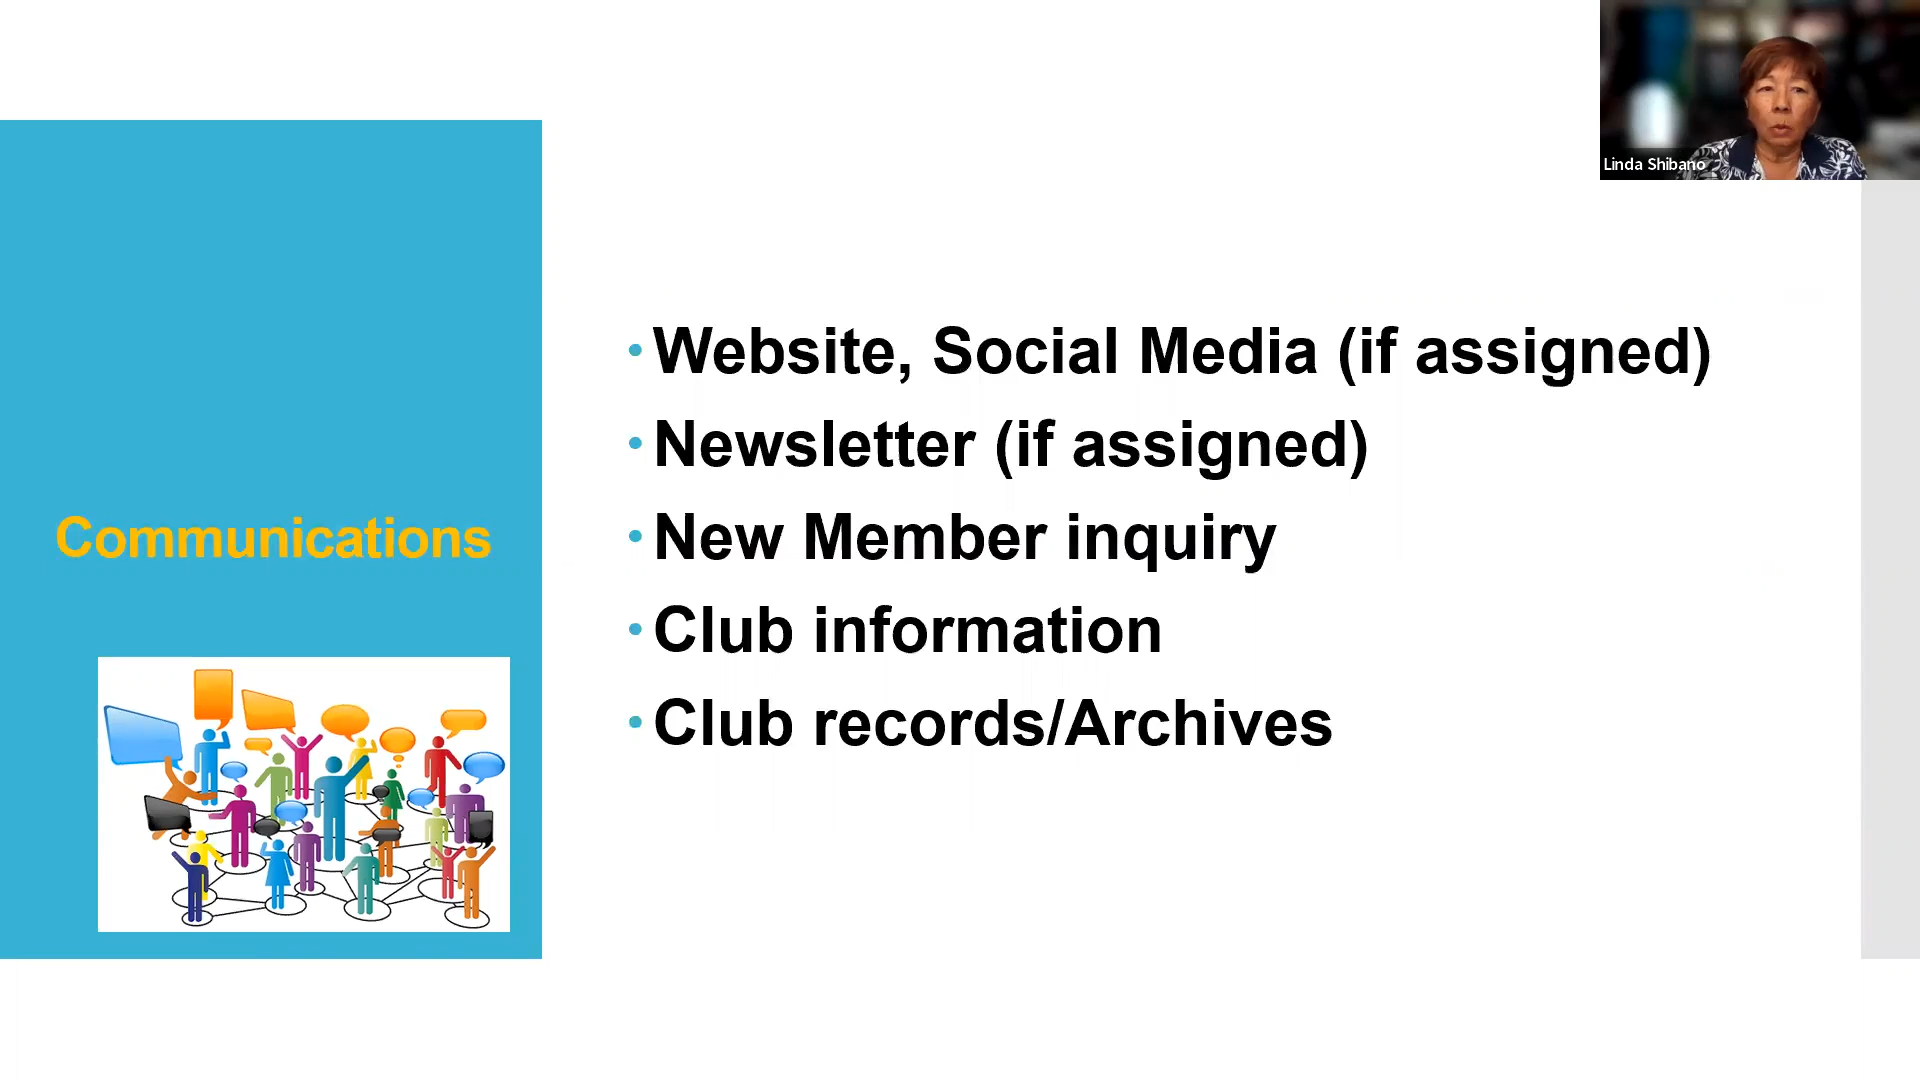 Linda Shibano
Communications
Website, Social Media (if assigned)
Newsletter (if assigned)
New Member inquiry
Club information
Club records/Archives